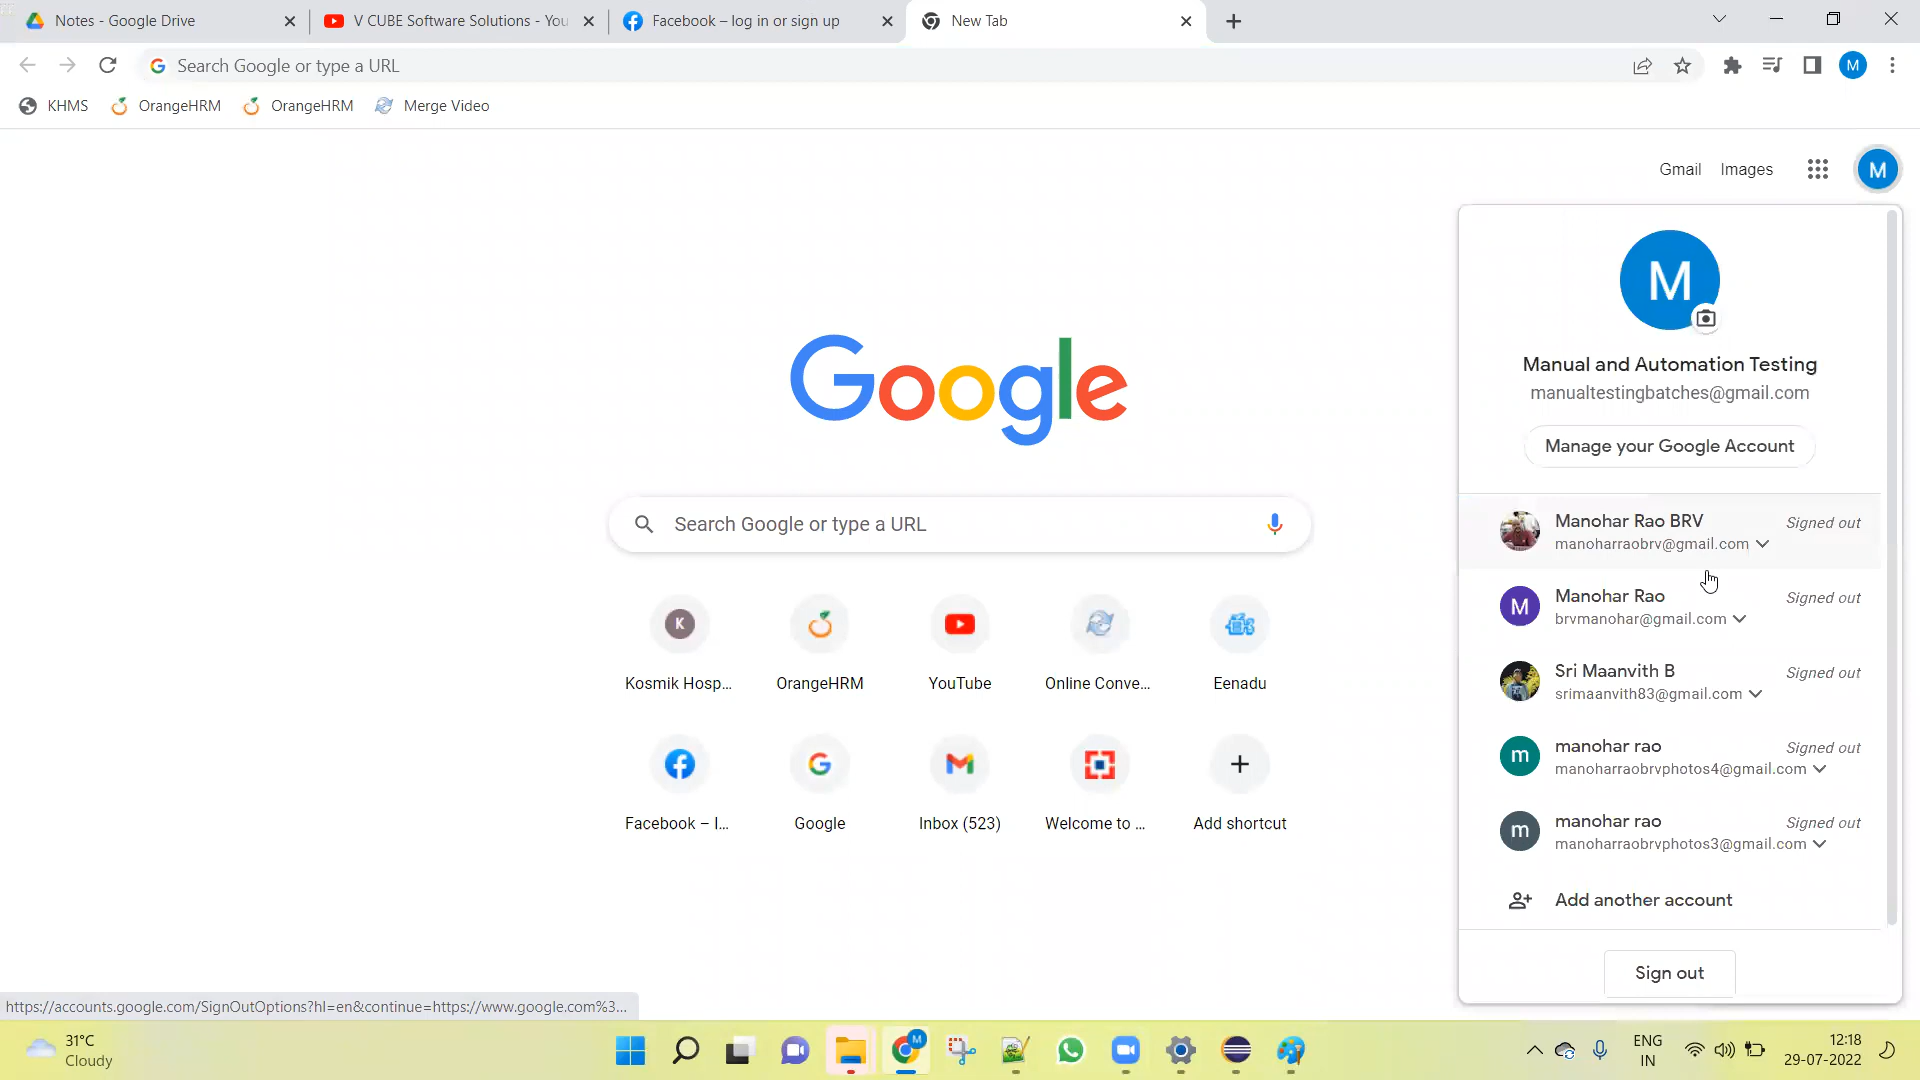 Notes - Google Drive
V CUBE Software Solutions - You
Facebook – log in or sign up
New Tab
Search Google or type a URL
KHMS
OrangeHRM
OrangeHRM
Merge Video
Gmail
Images
M
M
M
Manual and Automation Testing
manualtestingbatches@gmail.com
Manage your Google Account
Google
Search Google or type a URL
Manohar Rao BRV
Signed out
manoharraobrv@gmail.com
M
Manohar Rao
Signed out
brvmanohar@gmail.com
Sri Maanvith B
Signed out
srimaanvith83@gmail.com
m
manohar rao
Signed out
manoharraobrvphotos4@gmail.com
m
manohar rao
Signed out
manoharraobrvphotos3@gmail.com
Add another account
Sign out
K
Kosmik Hosp...
OrangeHRM
YouTube
Online Conve...
Eenadu
Facebook – l...
Google
Inbox (523)
Welcome to ...
Add shortcut
https://accounts.google.com/SignOutOptions?hl=en&continue=https://www.google.com%3...
31°C
Cloudy
M
ENG
IN
12:18
29-07-2022